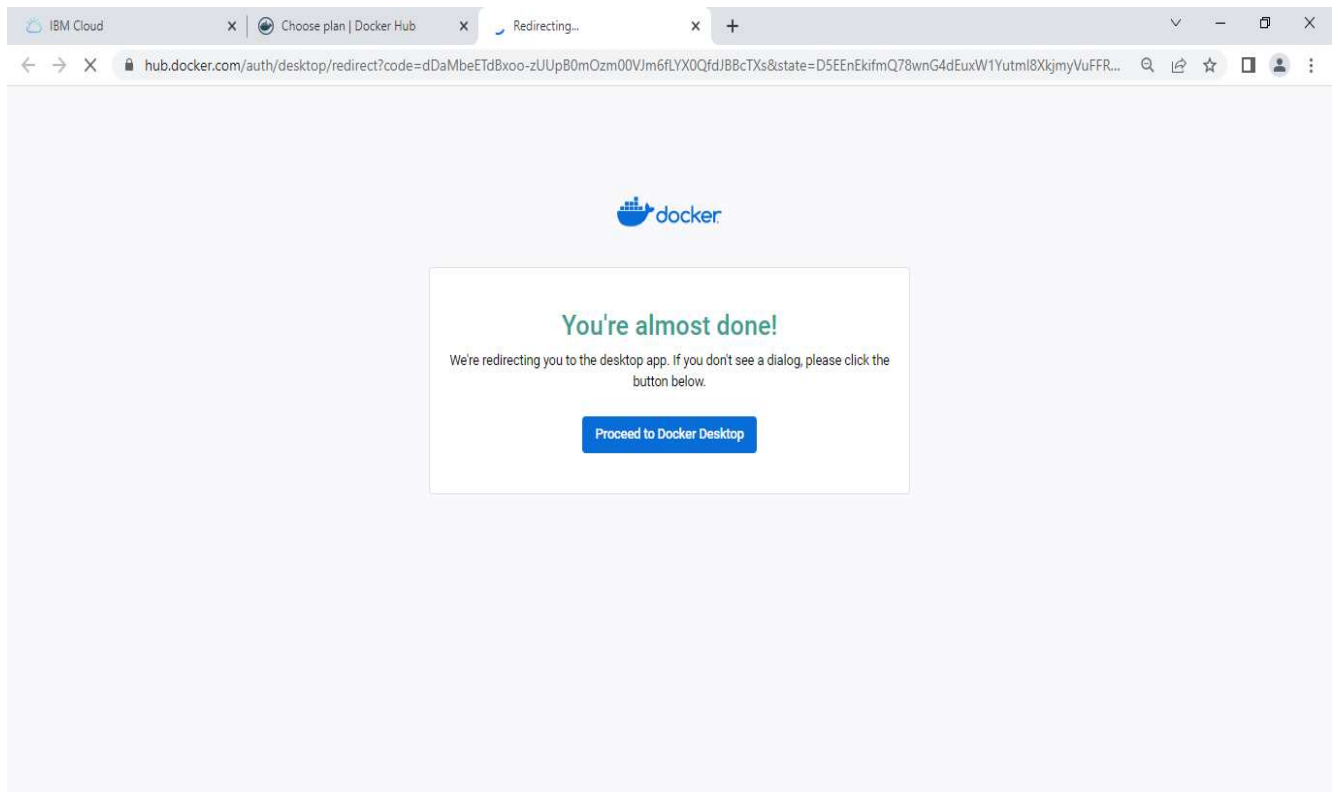 IBM Cloud
Choose plan | Docker Hub
Redirecting...
hub.docker.com/auth/desktop/redirect?code=dDaMbeETdBxoo-zUUpB0mOzm00VJm6fLYX0QfdJBBcTXs&state=D5EEnEkifmQ78wnG4dEuxW1Yutml8XkjmyVuFFR...
docker
You're almost done!
We're redirecting you to the desktop app. If you don't see a dialog, please click the
button below.
Proceed to Docker Desktop